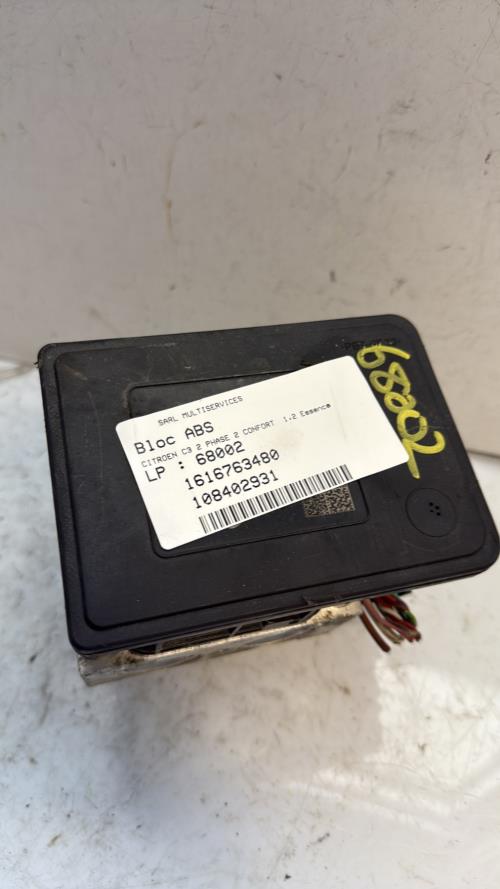 SARL MULTISERVICES
Bloc ABS
CITROEN C3 2 PHASE 2 CONFORT 1.2 Essence
LP : 68002
1616763480
108402931
68002